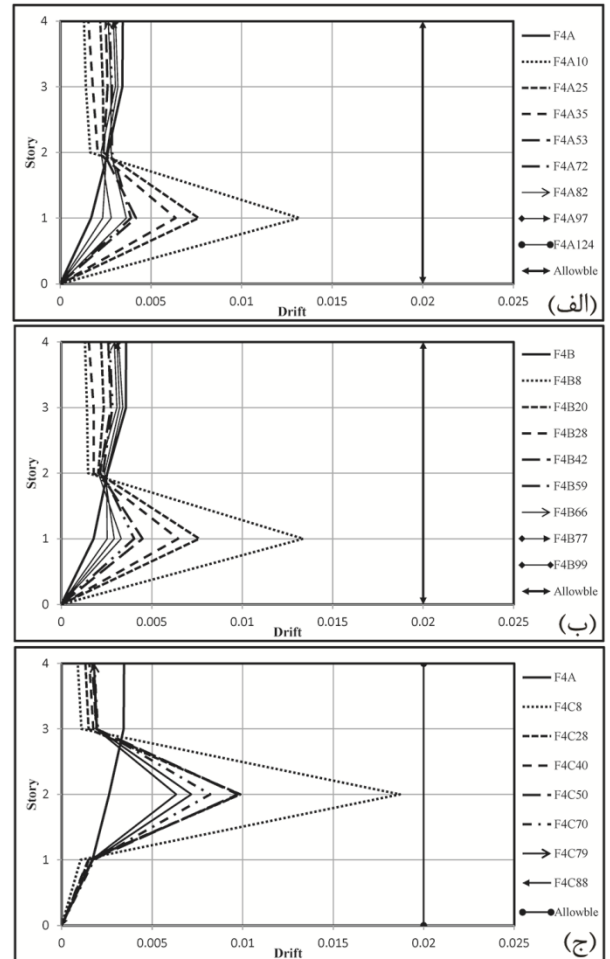 4
3
2
1
0
Story
0
0.005
0.01
0.015
0.02
0.025
Drift
F4A
F4A10
F4A25
F4A35
F4A53
F4A72
F4A82
F4A97
F4A124
Allowble
(الف)
4
3
2
1
0
Story
0
0.005
0.01
0.015
0.02
0.025
Drift
F4B
F4B8
F4B20
F4B28
F4B42
F4B59
F4B66
F4B77
F4B99
Allowble
(ب)
4
3
2
1
0
Story
0
0.005
0.01
0.015
0.02
0.025
Drift
F4A
F4C8
F4C28
F4C40
F4C50
F4C70
F4C79
F4C88
Allowble
(ج)